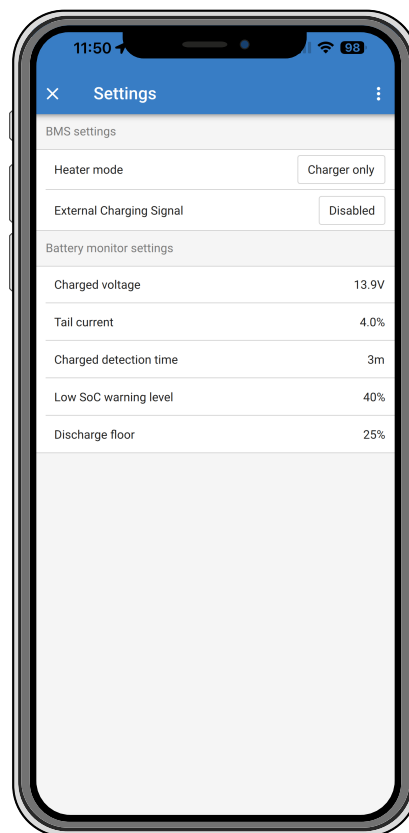 11:50
98
Settings
BMS settings
Heater mode Charger only
External Charging Signal Disabled
Battery monitor settings
Charged voltage 13.9V
Tail current 4.0%
Charged detection time 3m
Low SoC warning level 40%
Discharge floor 25%